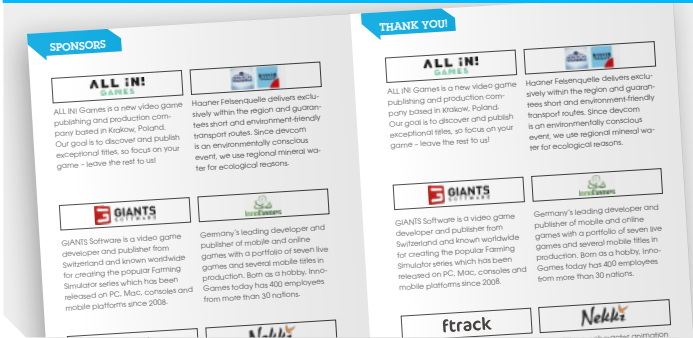 SPONSORS
ALL iN!
GAMES
ALL iN! Games is a new video game
publishing and production com-
pany based in Krakow, Poland.
Our goal is to discover and publish
exceptional titles, so focus on your
game – leave the rest to us!
Haaner Felsenquelle delivers exclu-
sively within the region and guaran-
tees short and environment-friendly
transport routes. Since devcom
is an environmentally conscious
event, we use regional mineral wa-
ter for ecological reasons.
GIANTS
SOFTWARE
GIANTS Software is a video game
developer and publisher from
Switzerland and known worldwide
for creating the popular Farming
Simulator series which has been
released on PC, Mac, consoles and
mobile platforms since 2008.
InnoGames
Germany's leading developer and
publisher of mobile and online
games with a portfolio of seven live
games and several mobile titles in
production. Born as a hobby, Inno-
Games today has 400 employees
from more than 30 nations.
Nekki
THANK YOU!
ALL iN!
GAMES
ALL iN! Games is a new video game
publishing and production com-
pany based in Krakow, Poland.
Our goal is to discover and publish
exceptional titles, so focus on your
game – leave the rest to us!
Haaner Felsenquelle delivers exclu-
sively within the region and guaran-
tees short and environment-friendly
transport routes. Since devcom
is an environmentally conscious
event, we use regional mineral wa-
ter for ecological reasons.
GIANTS
SOFTWARE
GIANTS Software is a video game
developer and publisher from
Switzerland and known worldwide
for creating the popular Farming
Simulator series which has been
released on PC, Mac, consoles and
mobile platforms since 2008.
InnoGames
Germany's leading developer and
publisher of mobile and online
games with a portfolio of seven live
games and several mobile titles in
production. Born as a hobby, Inno-
Games today has 400 employees
from more than 30 nations.
ftrack
Nekki
animation